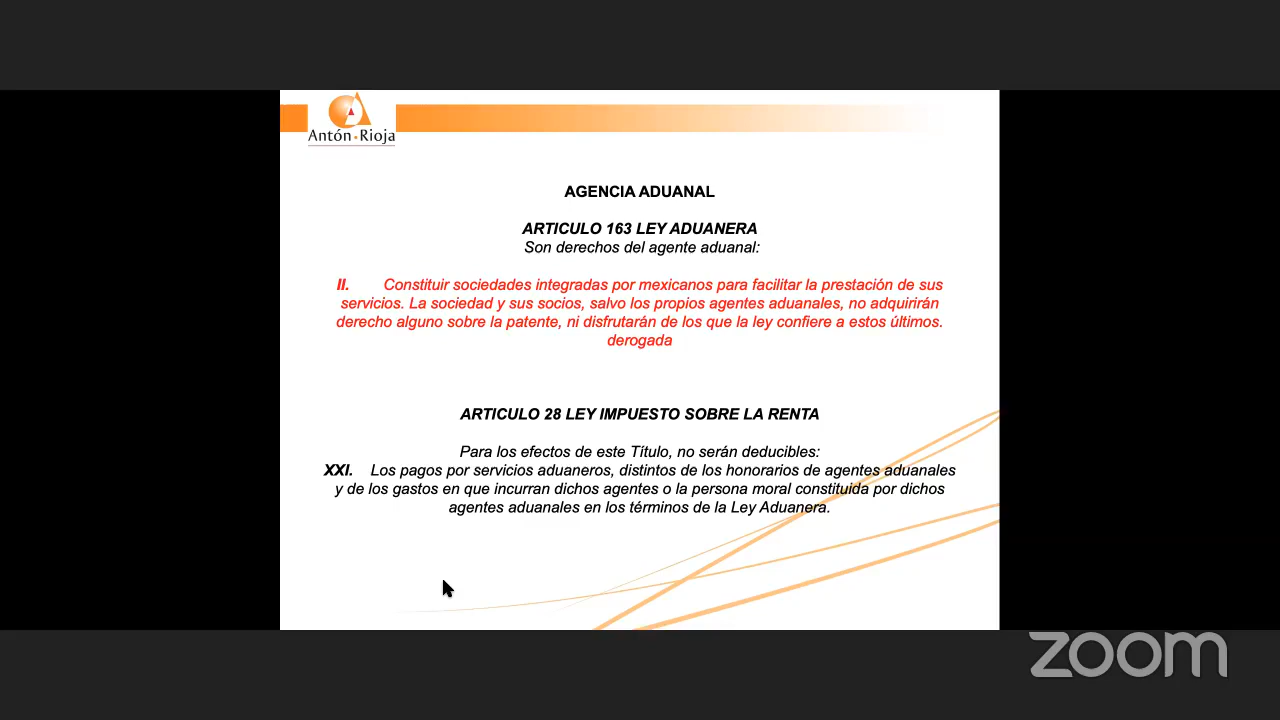 Antón•Rioja
AGENCIA ADUANAL
ARTICULO 163 LEY ADUANERA
Son derechos del agente aduanal:
II. Constituir sociedades integradas por mexicanos para facilitar la prestación de sus
servicios. La sociedad y sus socios, salvo los propios agentes aduanales, no adquirirán
derecho alguno sobre la patente, ni disfrutarán de los que la ley confiere a estos últimos.
derogada
ARTICULO 28 LEY IMPUESTO SOBRE LA RENTA
Para los efectos de este Título, no serán deducibles:
XXI. Los pagos por servicios aduaneros, distintos de los honorarios de agentes aduanales
y de los gastos en que incurran dichos agentes o la persona moral constituida por dichos
agentes aduanales en los términos de la Ley Aduanera.
zoom